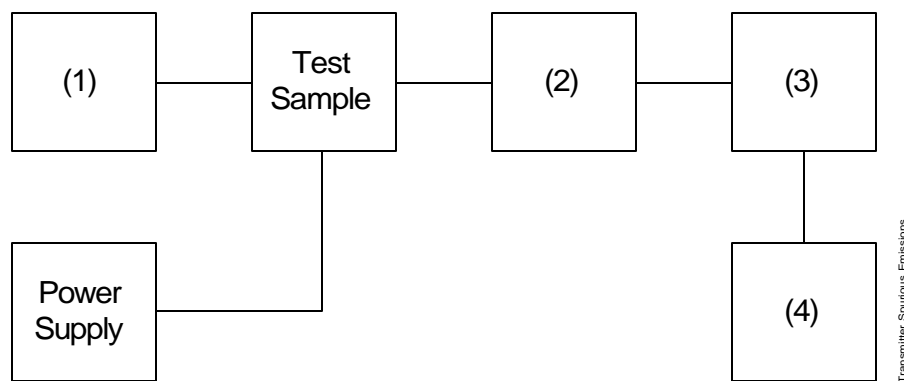 (1)
Test
Sample
(2)
(3)
Power
Supply
(4)
Transmitter Spurious Emissions